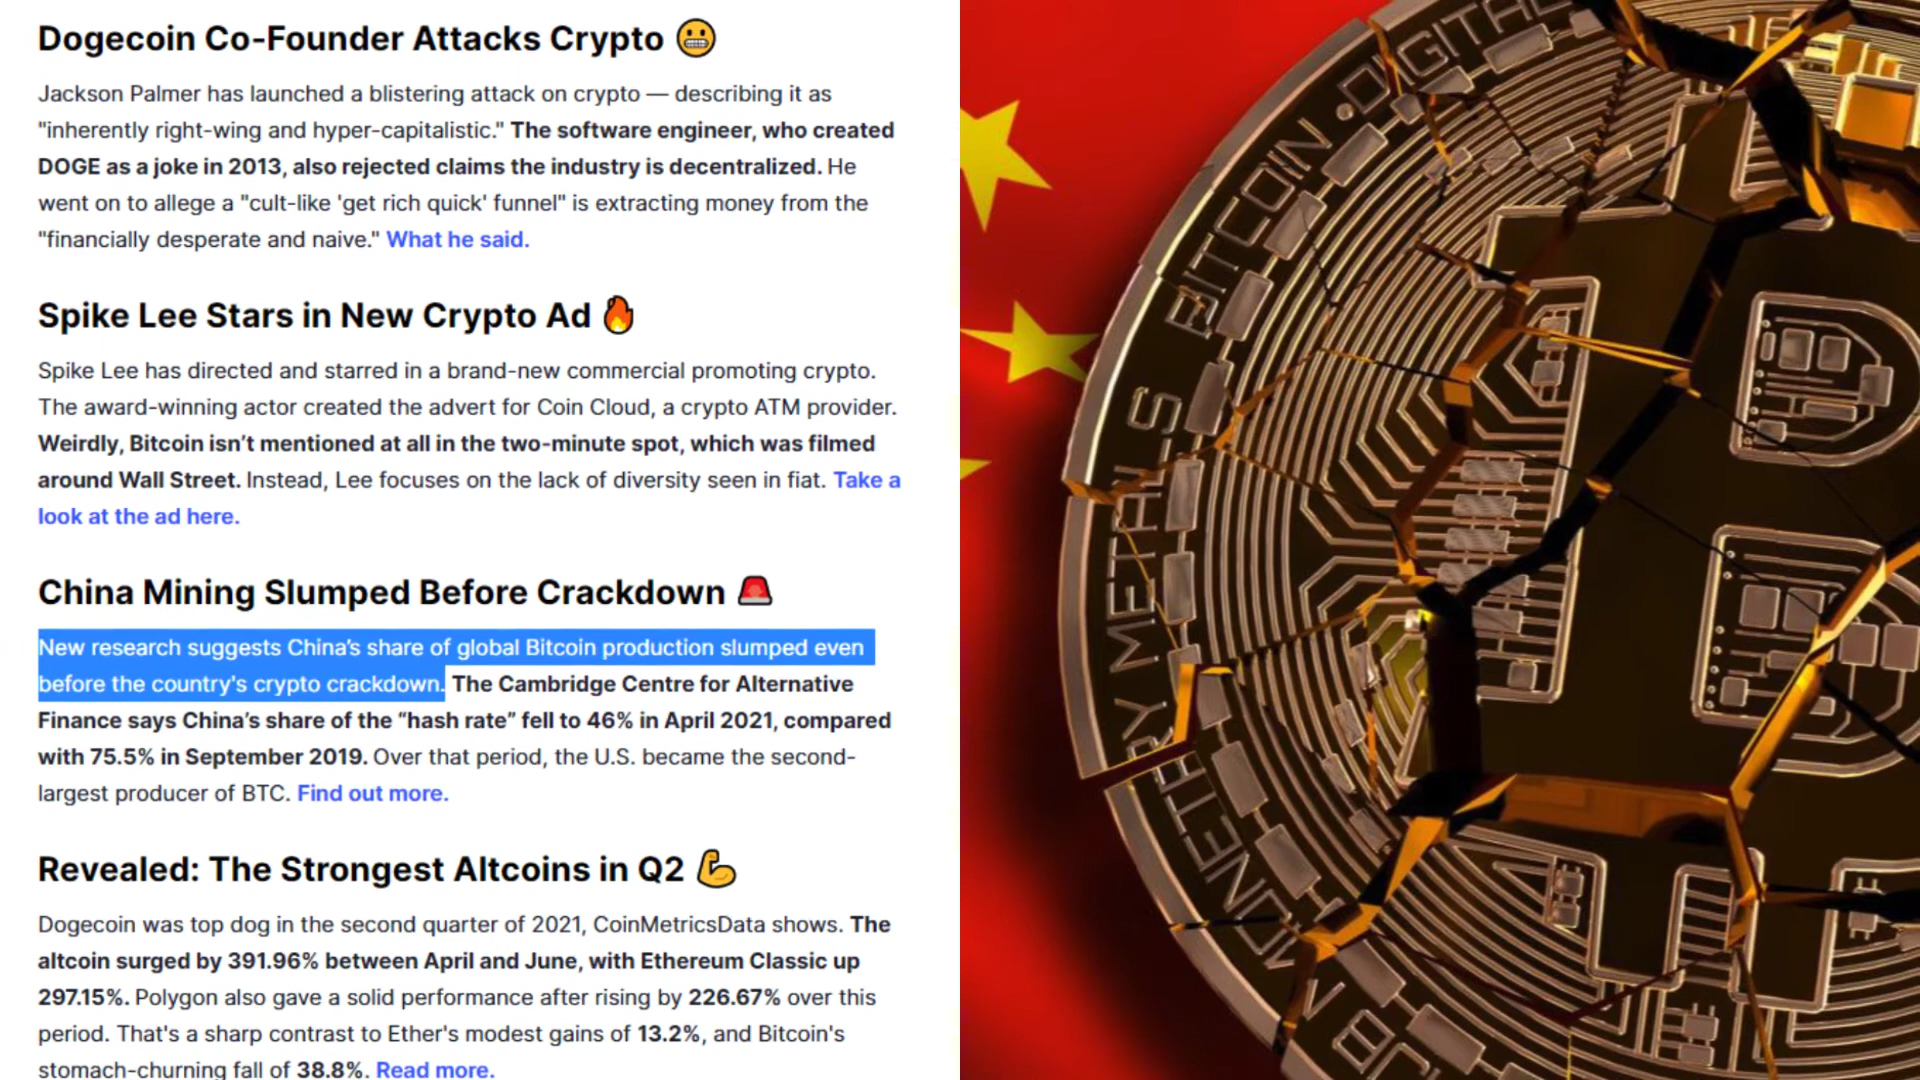 Dogecoin Co-Founder Attacks Crypto 😬
Jackson Palmer has launched a blistering attack on crypto — describing it as
"inherently right-wing and hyper-capitalistic." The software engineer, who created
DOGE as a joke in 2013, also rejected claims the industry is decentralized. He
went on to allege a "cult-like 'get rich quick' funnel" is extracting money from the
"financially desperate and naive." What he said.
Spike Lee Stars in New Crypto Ad 🔥
Spike Lee has directed and starred in a brand-new commercial promoting crypto.
The award-winning actor created the advert for Coin Cloud, a crypto ATM provider.
Weirdly, Bitcoin isn’t mentioned at all in the two-minute spot, which was filmed
around Wall Street. Instead, Lee focuses on the lack of diversity seen in fiat. Take a
look at the ad here.
China Mining Slumped Before Crackdown 🚨
New research suggests China’s share of global Bitcoin production slumped even
before the country's crypto crackdown. The Cambridge Centre for Alternative
Finance says China’s share of the “hash rate” fell to 46% in April 2021, compared
with 75.5% in September 2019. Over that period, the U.S. became the second-
largest producer of BTC. Find out more.
Revealed: The Strongest Altcoins in Q2 💪
Dogecoin was top dog in the second quarter of 2021, CoinMetricsData shows. The
altcoin surged by 391.96% between April and June, with Ethereum Classic up
297.15%. Polygon also gave a solid performance after rising by 226.67% over this
period. That's a sharp contrast to Ether's modest gains of 13.2%, and Bitcoin's
stomach-churning fall of 38.8%. Read more.
BITCOIN · DIGITAL
METALS